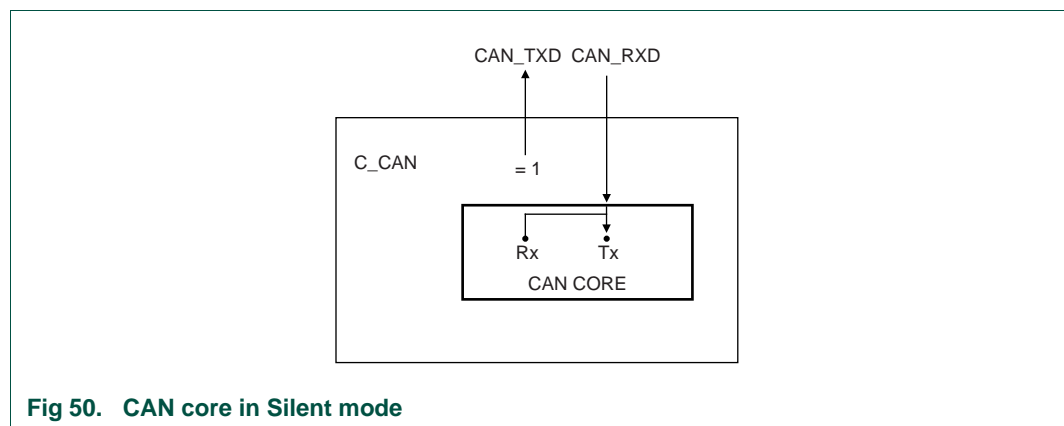 CAN_TXD CAN_RXD
C_CAN
= 1
Rx Tx
CAN CORE
Fig 50. CAN core in Silent mode